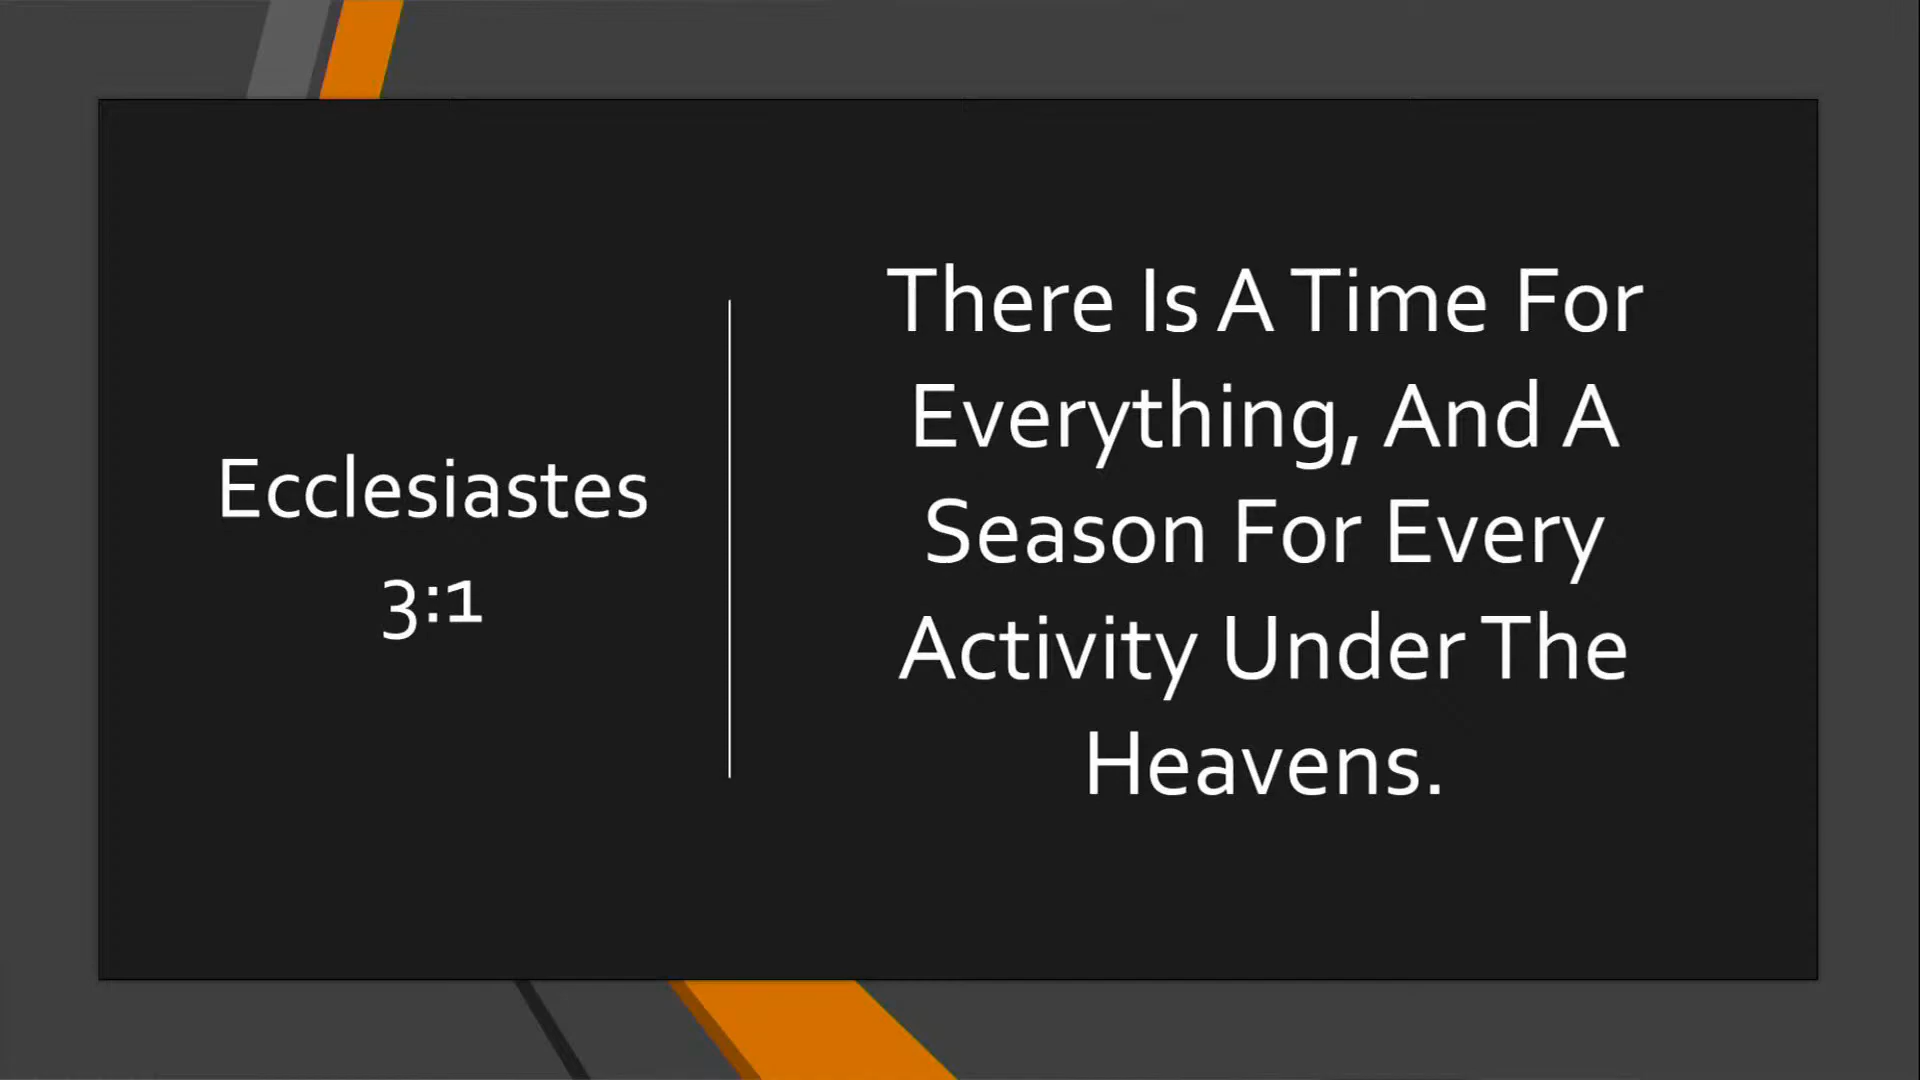 Ecclesiastes
3:1
There Is A Time For
Everything, And A
Season For Every
Activity Under The
Heavens.